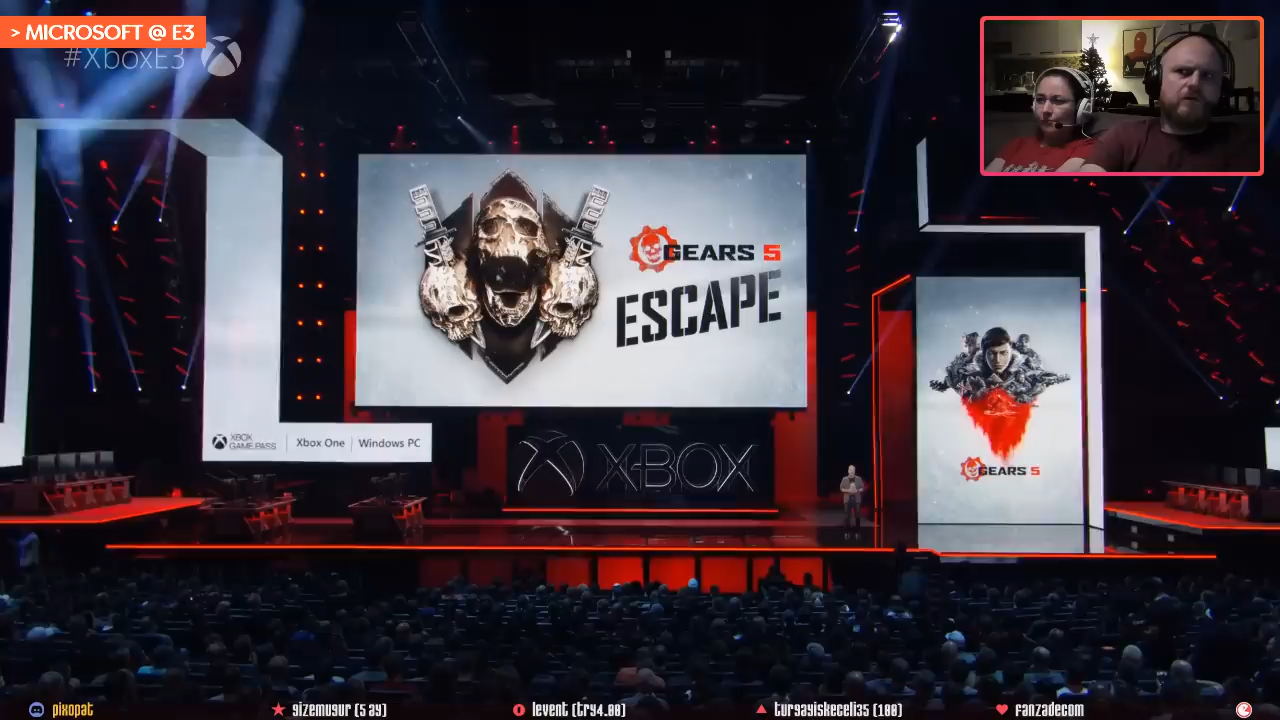 > MICROSOFT @ E3
#XboxE3
GEARS 5
ESCAPE
XBOX GAME PASS | Xbox One | Windows PC
XBOX
GEARS 5
pixopat
gizemugur (5 ay)
levent (try4.00)
turgayiskeceli35 (100)
fanzadecom